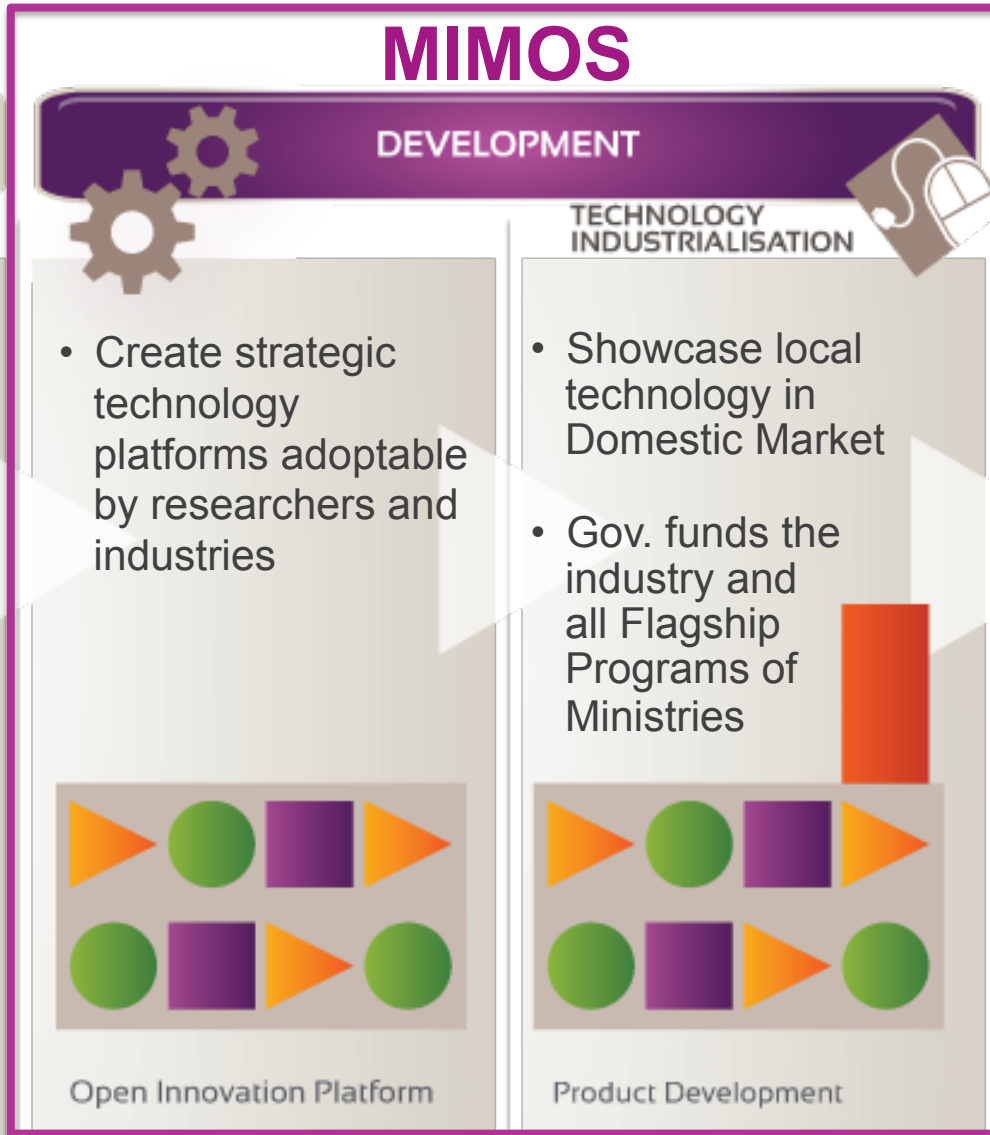 MIMOS
DEVELOPMENT
TECHNOLOGY
INDUSTRIALISATION
• Create strategic
technology
platforms adoptable
by researchers and
industries
• Showcase local
technology in
Domestic Market
• Gov. funds the
industry and
all Flagship
Programs of
Ministries
Open Innovation Platform
Product Development